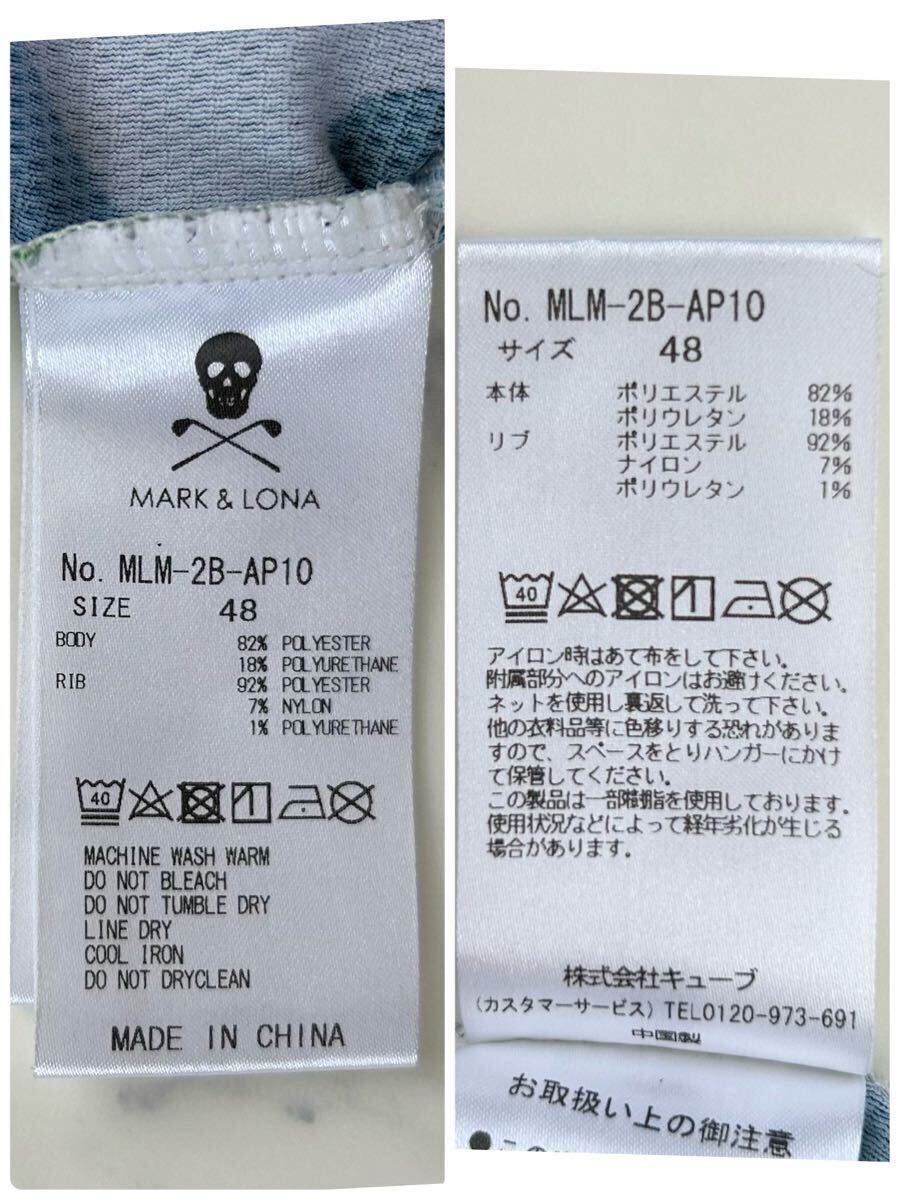 MARK & LONA
No. MLM-2B-AP10
SIZE 48
BODY 82% POLYESTER
18% POLYURETHANE
RIB 92% POLYESTER
7% NYLON
1% POLYURETHANE
40
MACHINE WASH WARM
DO NOT BLEACH
DO NOT TUMBLE DRY
LINE DRY
COOL IRON
DO NOT DRYCLEAN
MADE IN CHINA
No. MLM-2B-AP10
サイズ 48
本体 ポリエステル 82%
ポリウレタン 18%
リブ ポリエステル 92%
ナイロン 7%
ポリウレタン 1%
40
アイロン時はあて布をして下さい。
附属部分へのアイロンはお避けください。
ネットを使用し裏返して洗って下さい。
他の衣料品等に色移りする恐れがありま
すので、スペースをとりハンガーにかけ
て保管してください。
この製品は一部樹脂を使用しております。
使用状況などによって経年劣化が生じる
場合があります。
株式会社キューブ
(カスタマーサービス) TEL0120-973-691
中国製
お取扱い上の御注意